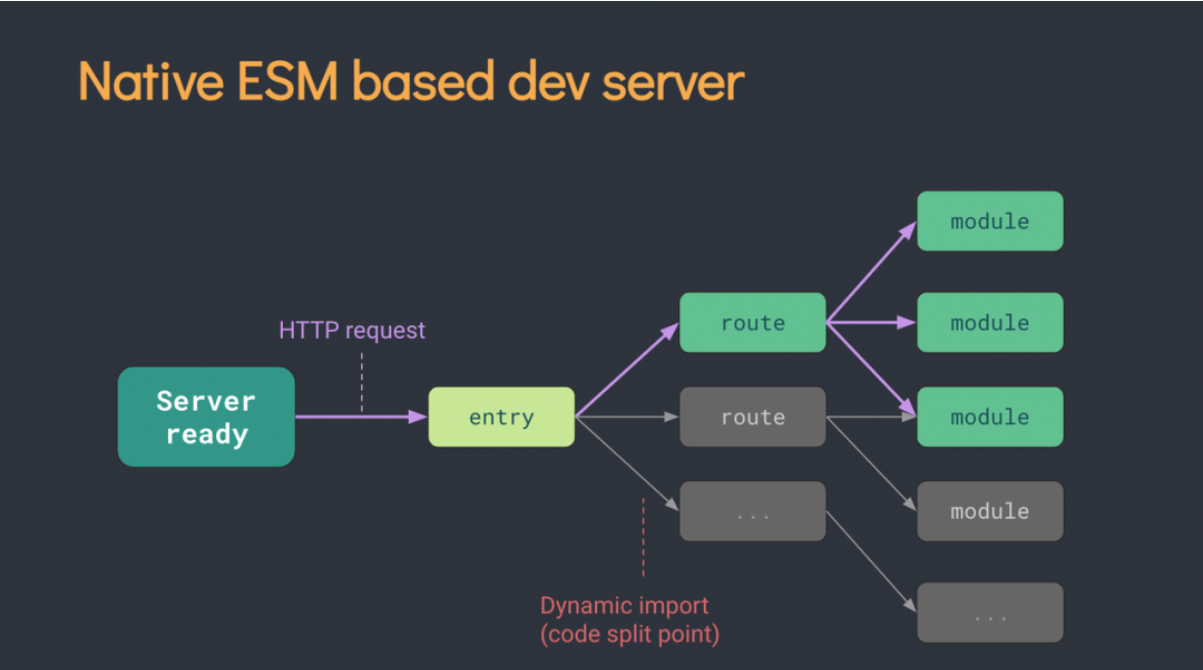 Native ESM based dev server
module
HTTP request
route
module
Server
ready
entry
route
module
...
module
Dynamic import
(code split point)
...